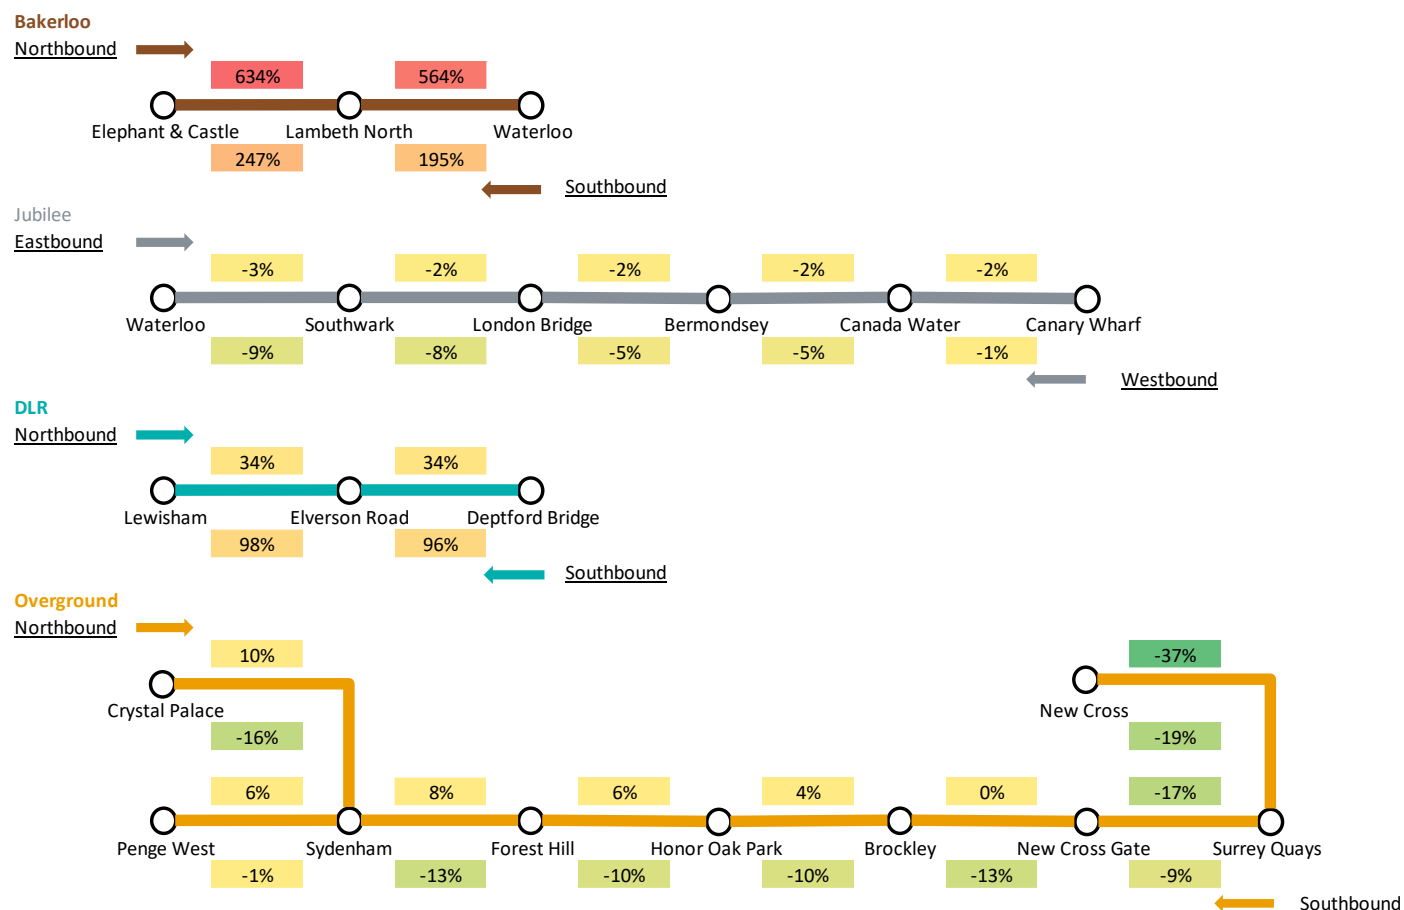 Bakerloo
Northbound
634% 564%
Elephant & Castle Lambeth North Waterloo
247% 195%
Southbound
Jubilee
Eastbound
-3% -2% -2% -2% -2%
Waterloo Southwark London Bridge Bermondsey Canada Water Canary Wharf
-9% -8% -5% -5% -1%
Westbound
DLR
Northbound
34% 34%
Lewisham Elverson Road Deptford Bridge
98% 96%
Southbound
Overground
Northbound
10% -37%
Crystal Palace New Cross
-16% -19%
6% 8% 6% 4% 0% -17%
Penge West Sydenham Forest Hill Honor Oak Park Brockley New Cross Gate Surrey Quays
-1% -13% -10% -10% -13% -9%
Southbound